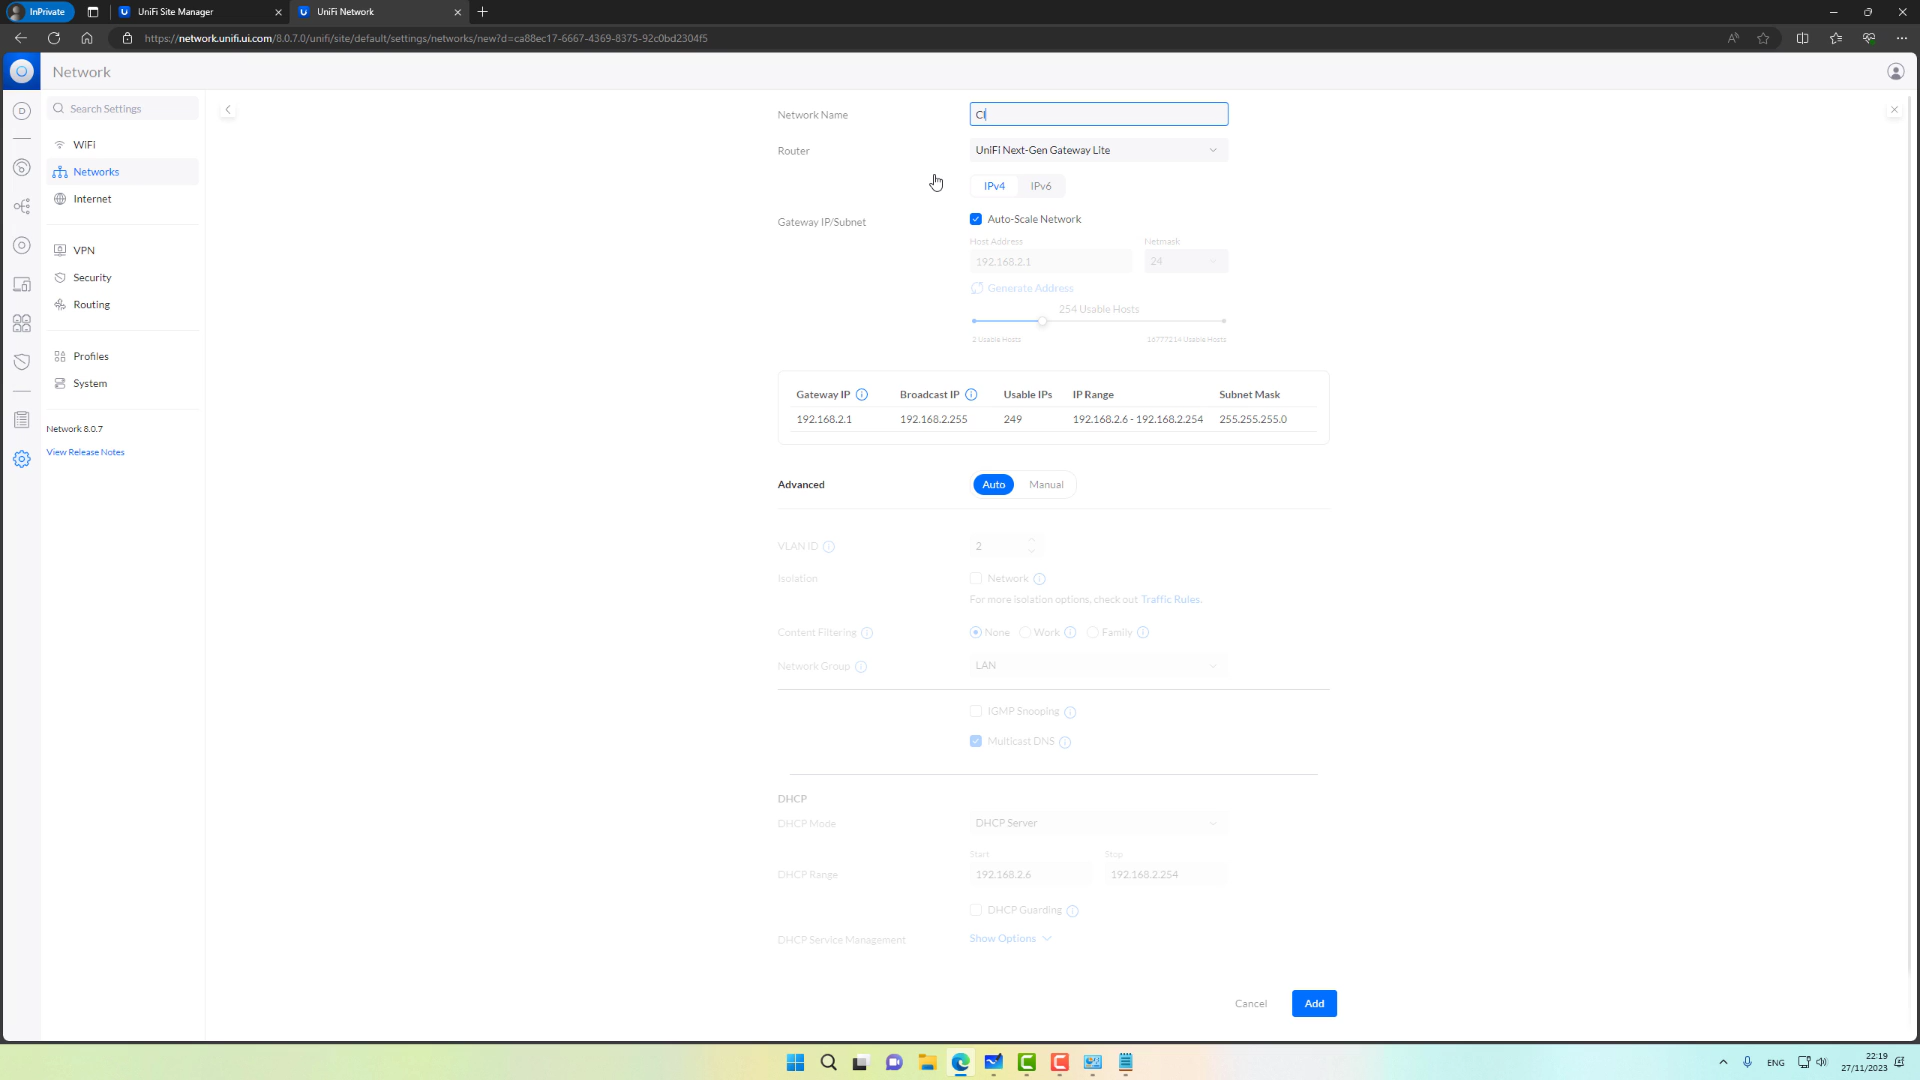 InPrivate
UniFi Site Manager
UniFi Network
https://network.unifi.ui.com/8.0.7.0/unifi/site/default/settings/networks/new?d=ca88ec17-6667-4369-8375-92c0bd2304f5
Network
Search Settings
WiFi
Networks
Internet
VPN
Security
Routing
Profiles
System
Network 8.0.7
View Release Notes
Network Name
Cl
Router
UniFi Next-Gen Gateway Lite
IPv4 IPv6
Gateway IP/Subnet
Auto-Scale Network
Host Address Netmask
192.168.2.1 24
Generate Address
254 Usable Hosts
2 Usable Hosts 13777214 Usable Hosts
Gateway IP Broadcast IP Usable IPs IP Range Subnet Mask
192.168.2.1 192.168.2.255 249 192.168.2.6 - 192.168.2.254 255.255.255.0
Advanced Auto Manual
VLAN ID 2
Isolation Network
For more isolation options, check out Traffic Rules.
Content Filtering None Work Family
Network Group LAN
IGMP Snooping
Multicast DNS
DHCP
DHCP Mode DHCP Server
Start Stop
DHCP Range 192.168.2.6 192.168.2.254
DHCP Guarding
DHCP Service Management Show Options
Cancel Add
ENG
22:19
27/11/2023